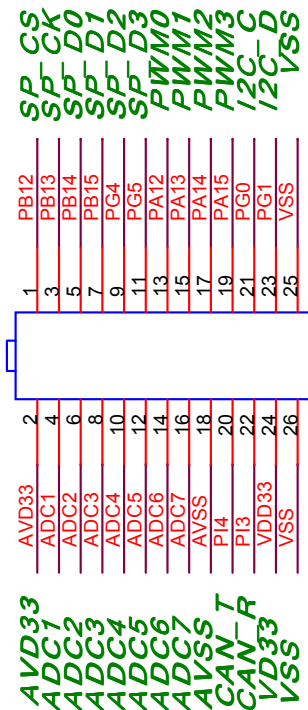 AVD33 AVD33 2 1 PB12 SP_CS
ADC1 ADC1 4 3 PB13 SP_CK
ADC2 ADC2 6 5 PB14 SP_D0
ADC3 ADC3 8 7 PB15 SP_D1
ADC4 ADC4 10 9 PG4 SP_D2
ADC5 ADC5 12 11 PG5 SP_D3
ADC6 ADC6 14 13 PA12 PWM0
ADC7 ADC7 16 15 PA13 PWM1
AVSS AVSS 18 17 PA14 PWM2
CAN_T PI4 20 19 PA15 PWM3
CAN_R PI3 22 21 PG0 I2C_C
VD33 VDD33 24 23 PG1 I2C_D
VSS VSS 26 25 VSS VSS